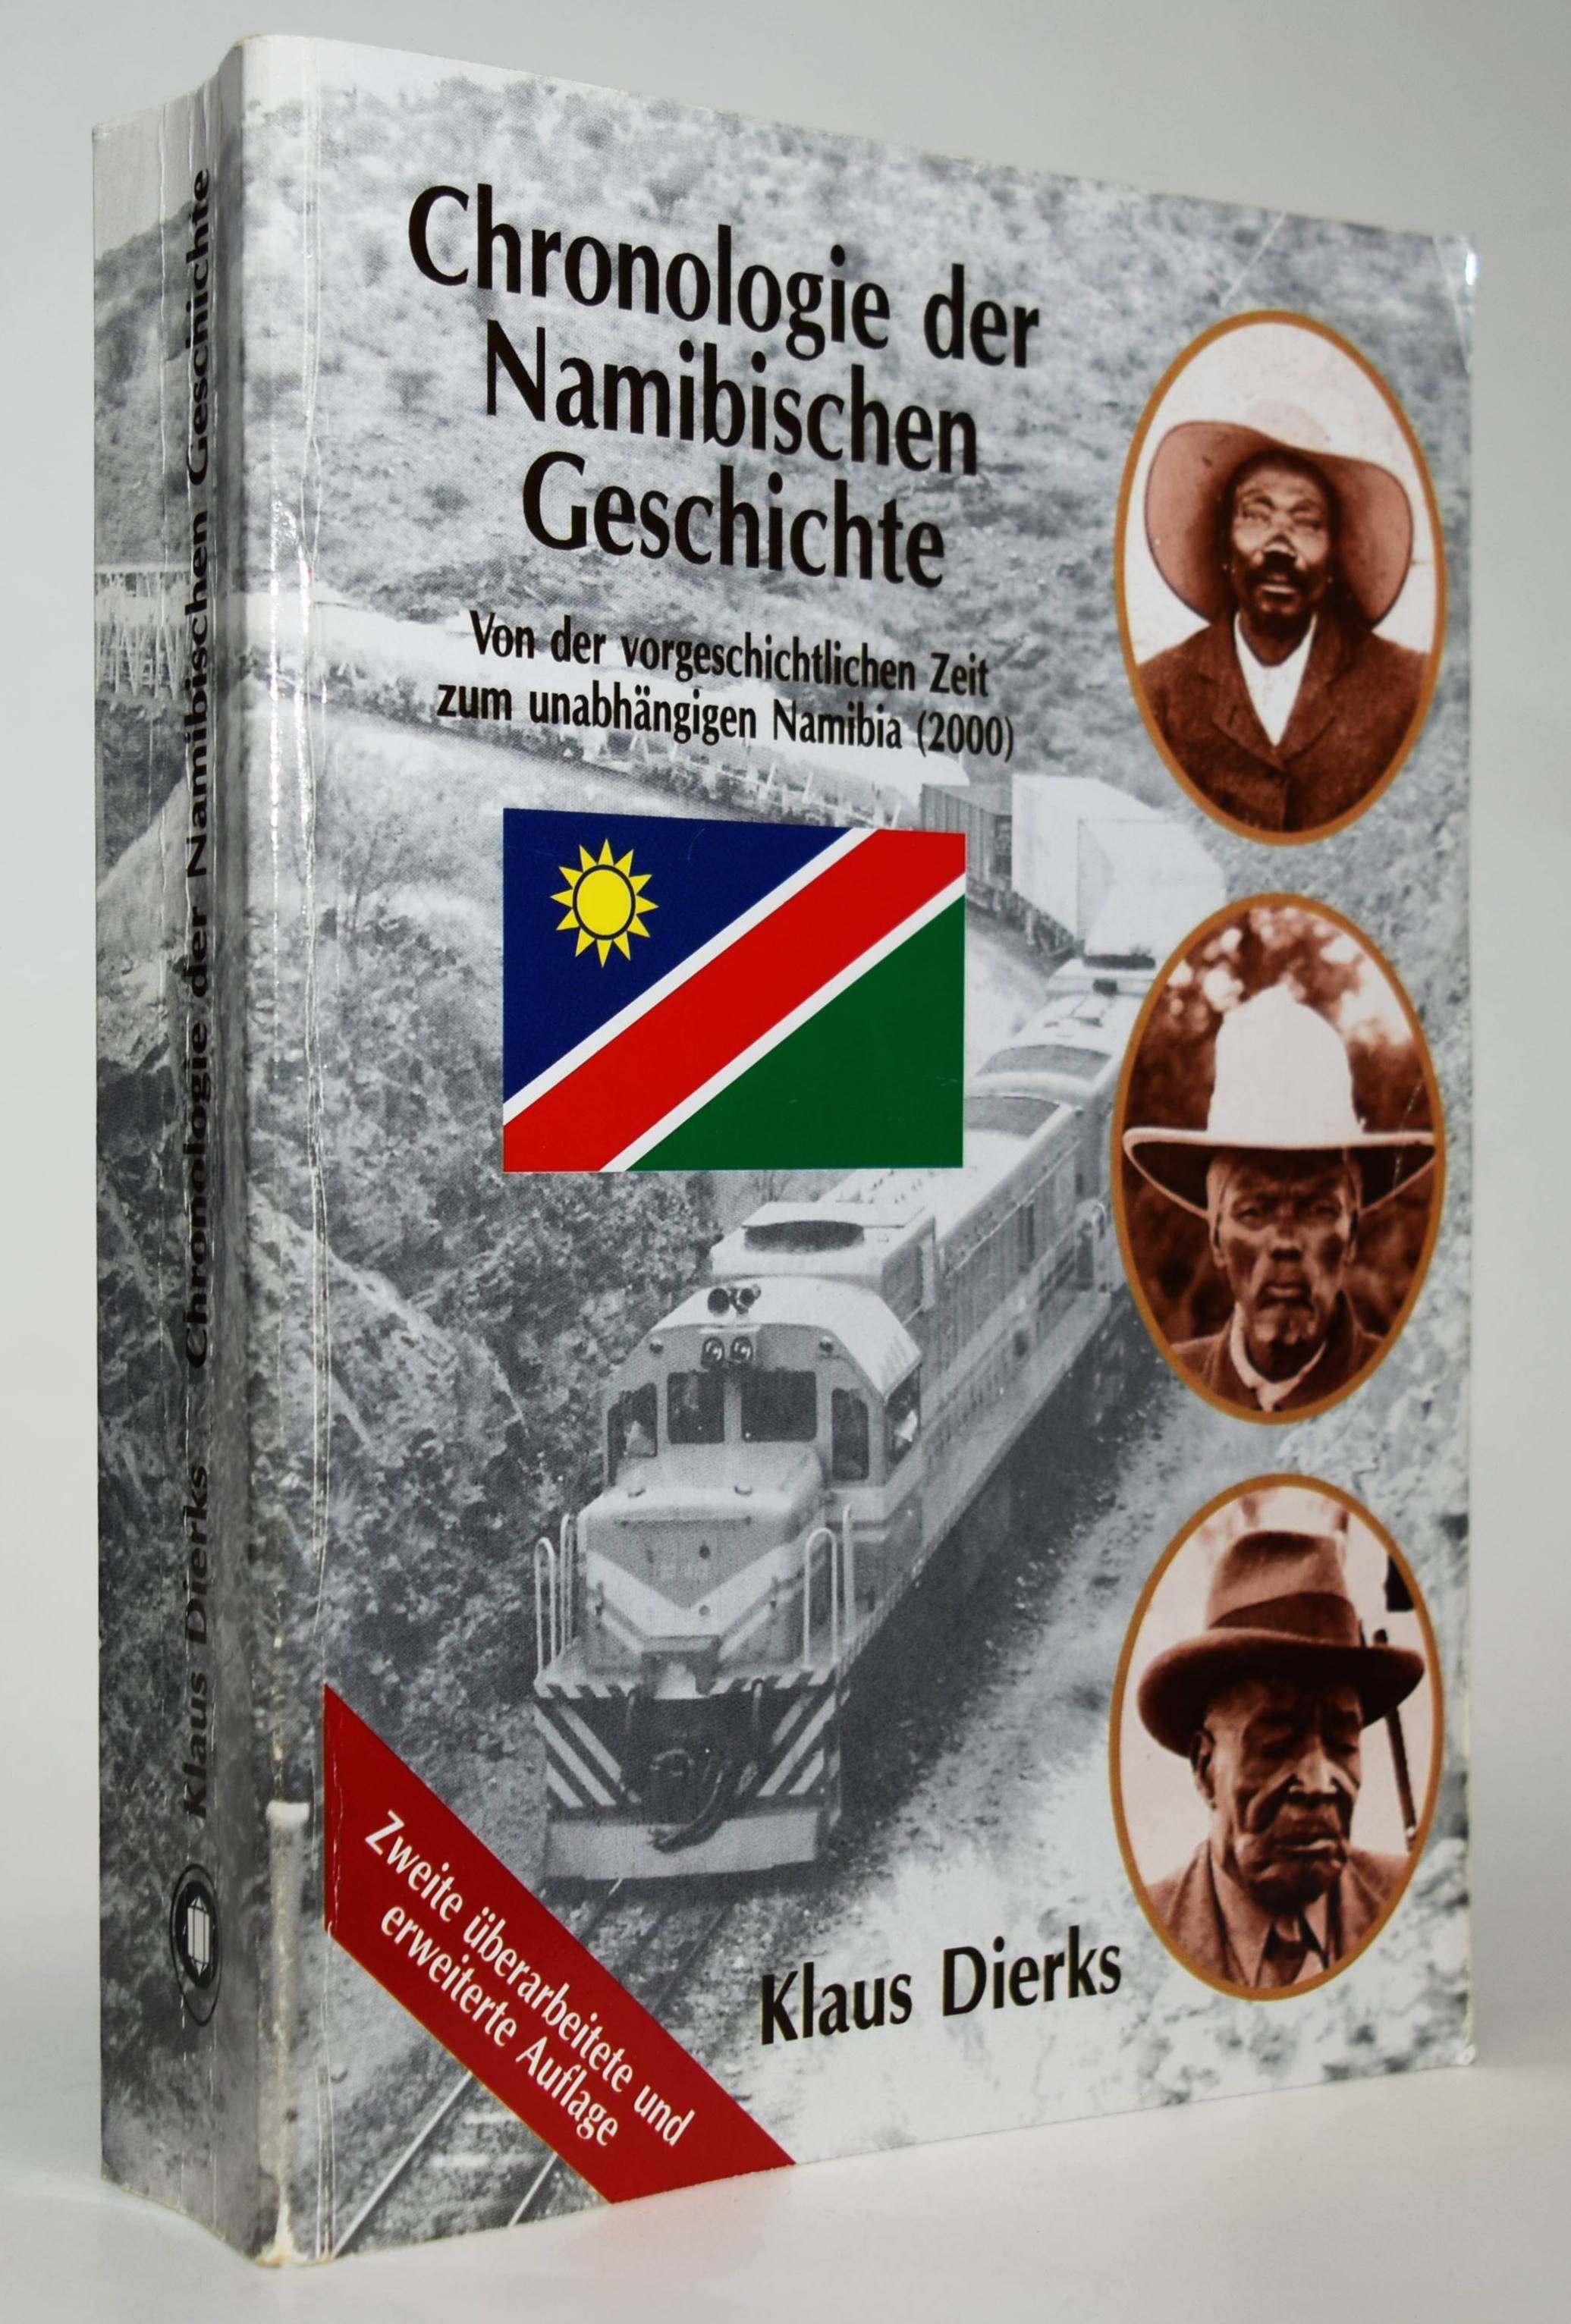 Chronologie der
Namibischen
Geschichte
Von der vorgeschichtlichen Zeit
zum unabhängigen Namibia (2000)
Klaus Dierks
Zweite überarbeitete und
erweiterte Auflage
Klaus Dierks Chronologie der Namibischen Geschichte